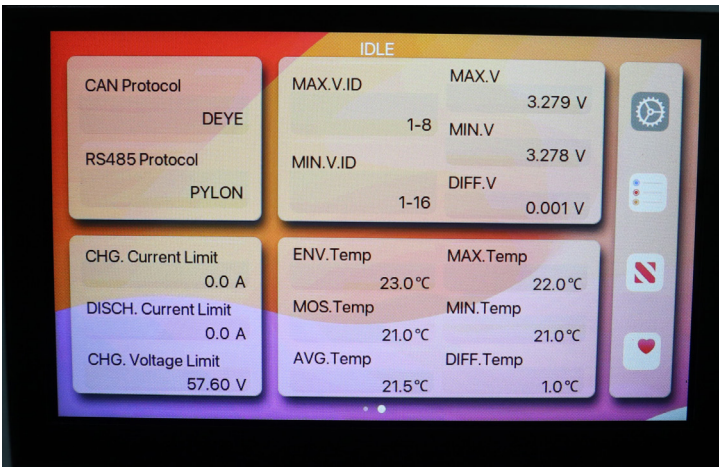 IDLE
CAN Protocol
DEYE
RS485 Protocol
PYLON
MAX.V.ID
1-8
MIN.V.ID
1-16
MAX.V
3.279 V
MIN.V
3.278 V
DIFF.V
0.001 V
CHG. Current Limit
0.0 A
DISCH. Current Limit
0.0 A
CHG. Voltage Limit
57.60 V
ENV.Temp
23.0℃
MOS.Temp
21.0℃
AVG.Temp
21.5℃
MAX.Temp
22.0℃
MIN.Temp
21.0℃
DIFF.Temp
1.0℃